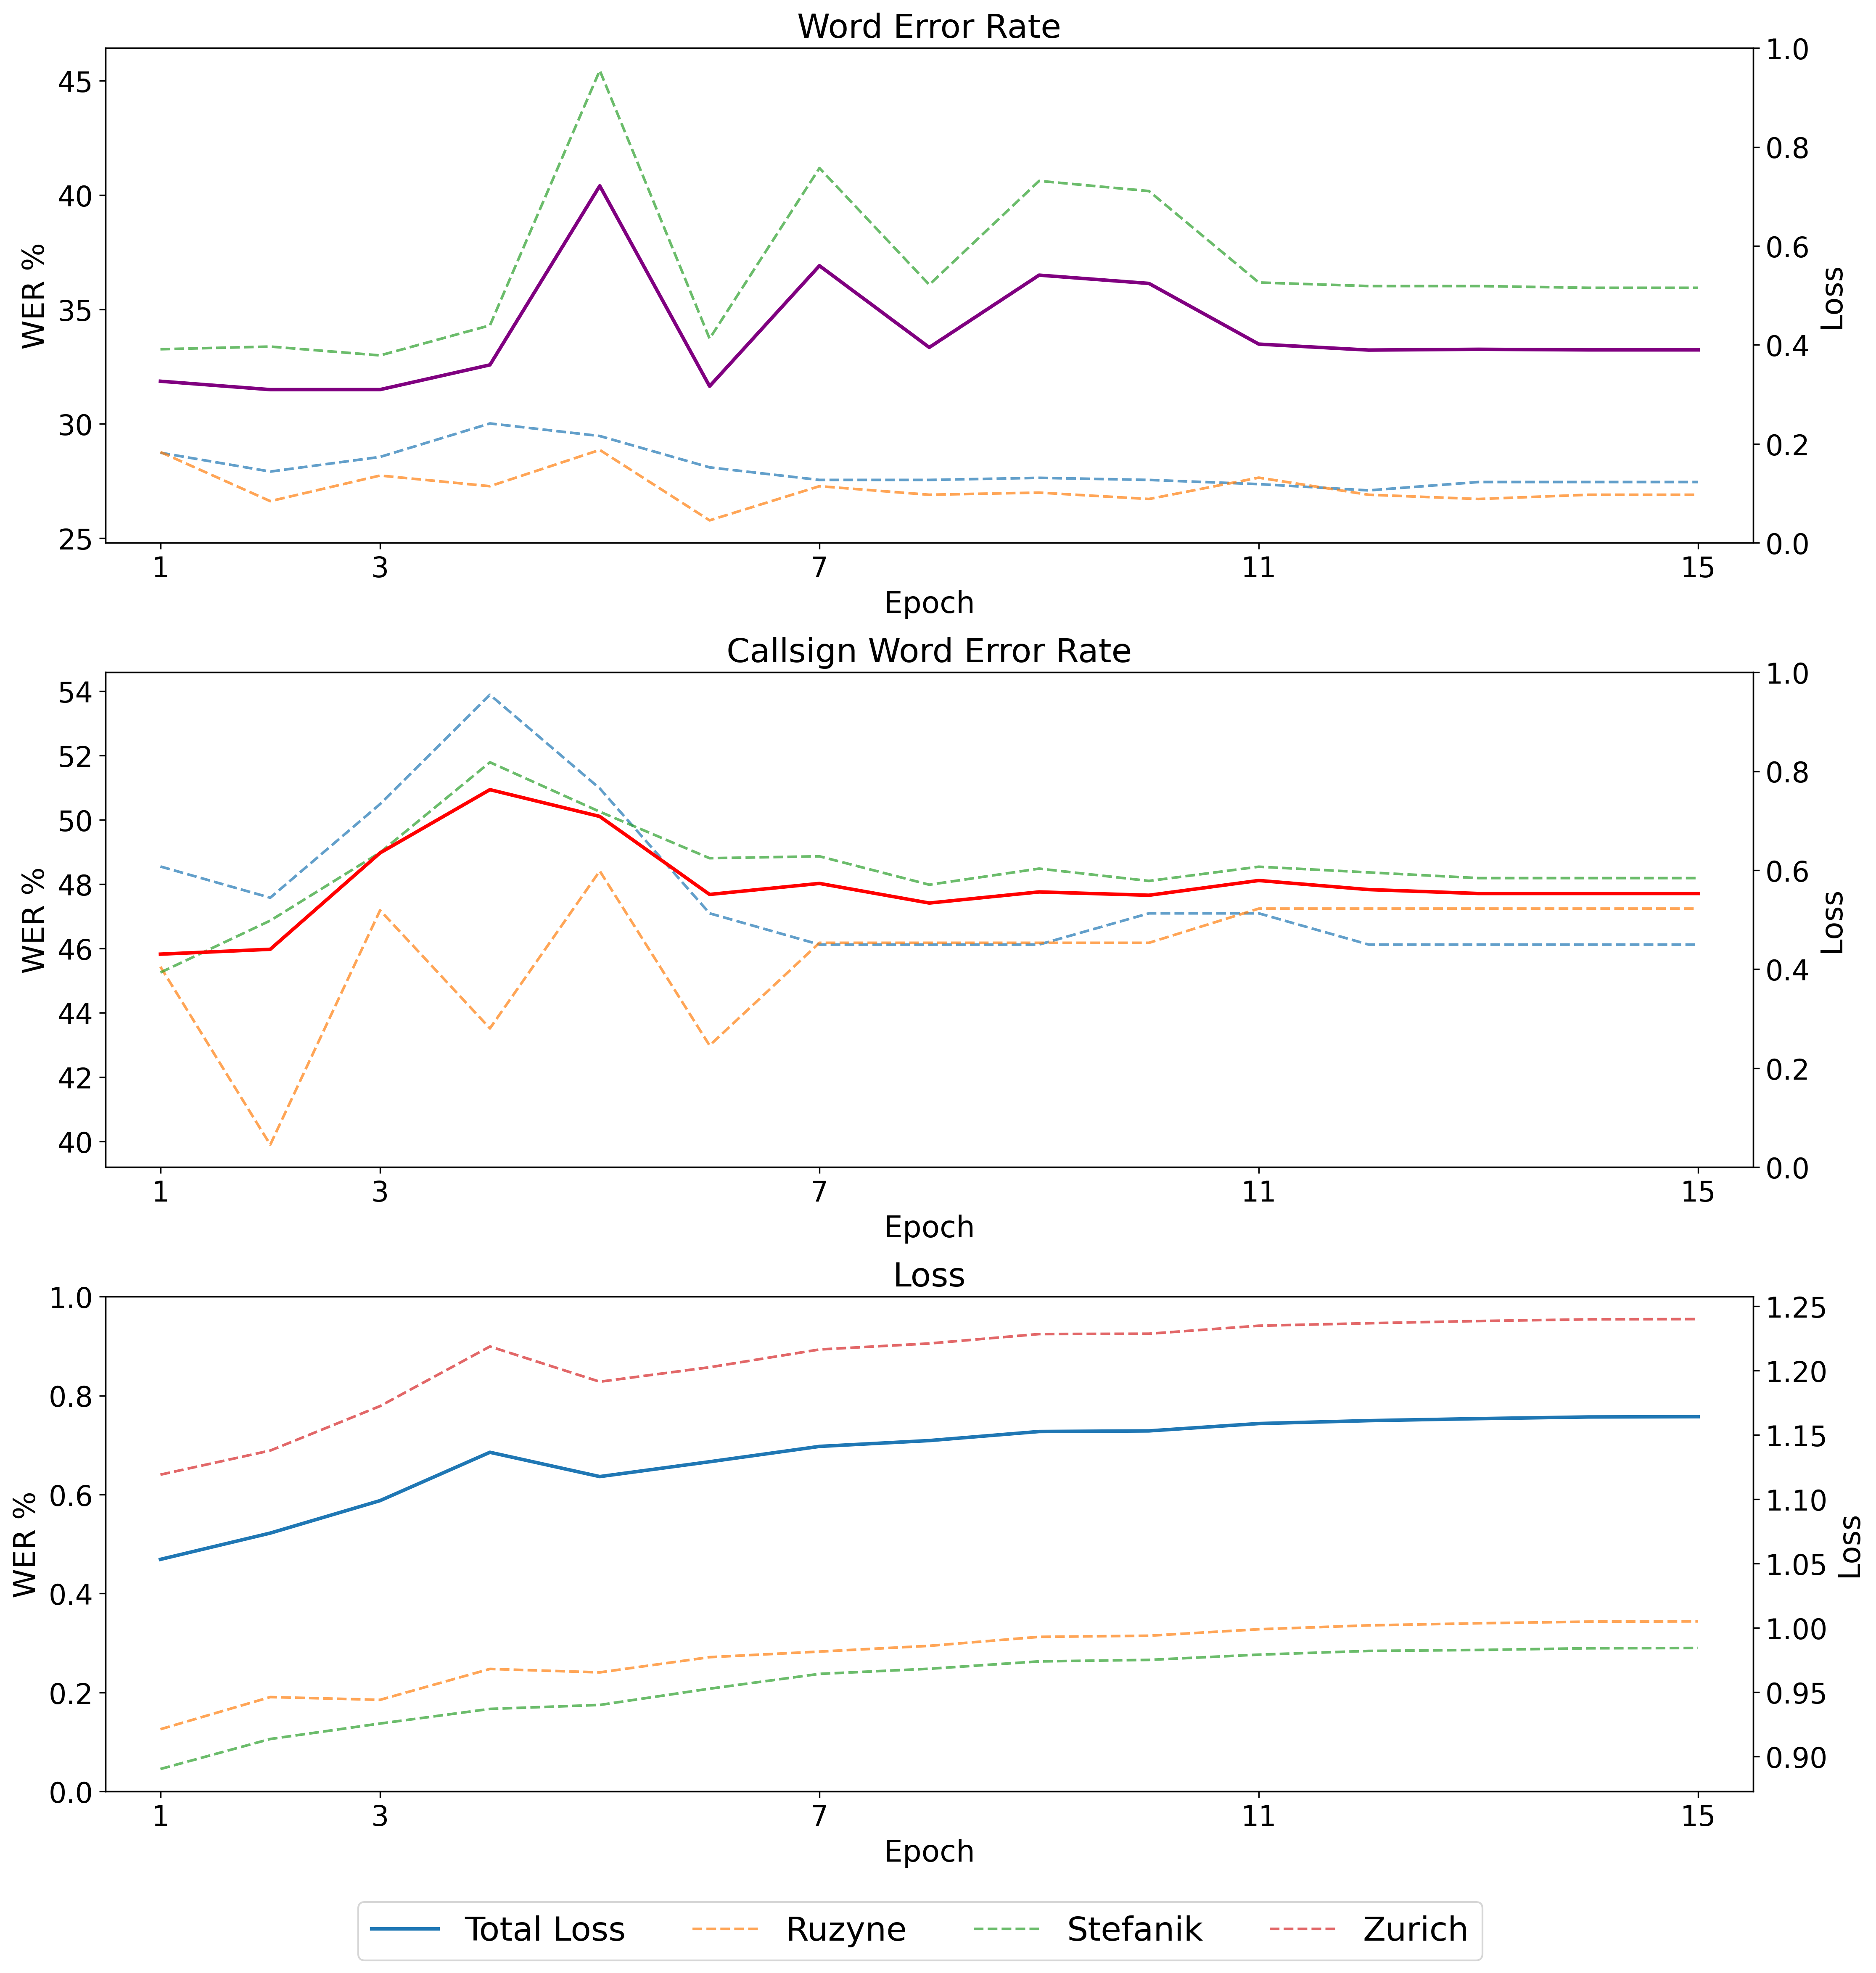 Word Error Rate
45
40
35
30
25
WER %
1.0
0.8
0.6
0.4
0.2
0.0
Loss
1 3 7 11 15
Epoch
Callsign Word Error Rate
54
52
50
48
46
44
42
40
WER %
1.0
0.8
0.6
0.4
0.2
0.0
Loss
1 3 7 11 15
Epoch
Loss
1.0
0.8
0.6
0.4
0.2
0.0
WER %
1.25
1.20
1.15
1.10
1.05
1.00
0.95
0.90
Loss
1 3 7 11 15
Epoch
Total Loss Ruzyne Stefanik Zurich